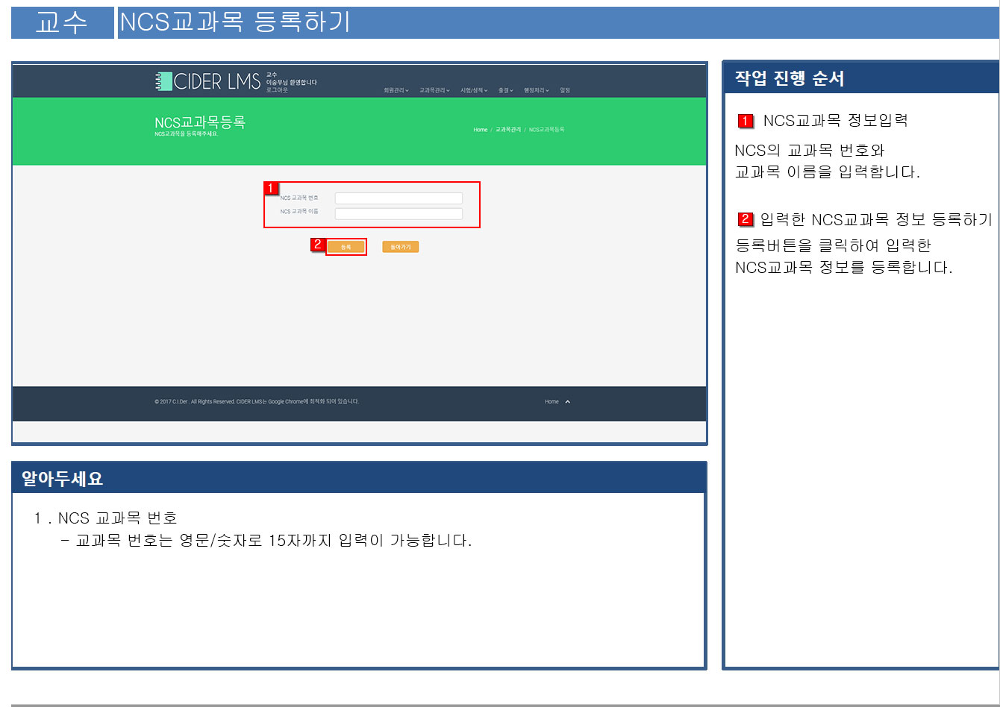 교수
NCS교과목 등록하기
CIDER LMS
교수
이승무님 환영합니다
로그아웃
회원관리 교과목관리 시험/성적 출결 행정처리 일정
NCS교과목등록
NCS교과목을 등록해주세요.
Home / 교과목관리 / NCS교과목등록
1
NCS 교과목 번호
NCS 교과목 이름
2
등록
돌아가기
© 2017 C.I.Der . All Rights Reserved. CIDER LMS는 Google Chrome에 최적화 되어 있습니다.
Home
작업 진행 순서
1 NCS교과목 정보입력
NCS의 교과목 번호와
교과목 이름을 입력합니다.
2 입력한 NCS교과목 정보 등록하기
등록버튼을 클릭하여 입력한
NCS교과목 정보를 등록합니다.
알아두세요
1 . NCS 교과목 번호
- 교과목 번호는 영문/숫자로 15자까지 입력이 가능합니다.